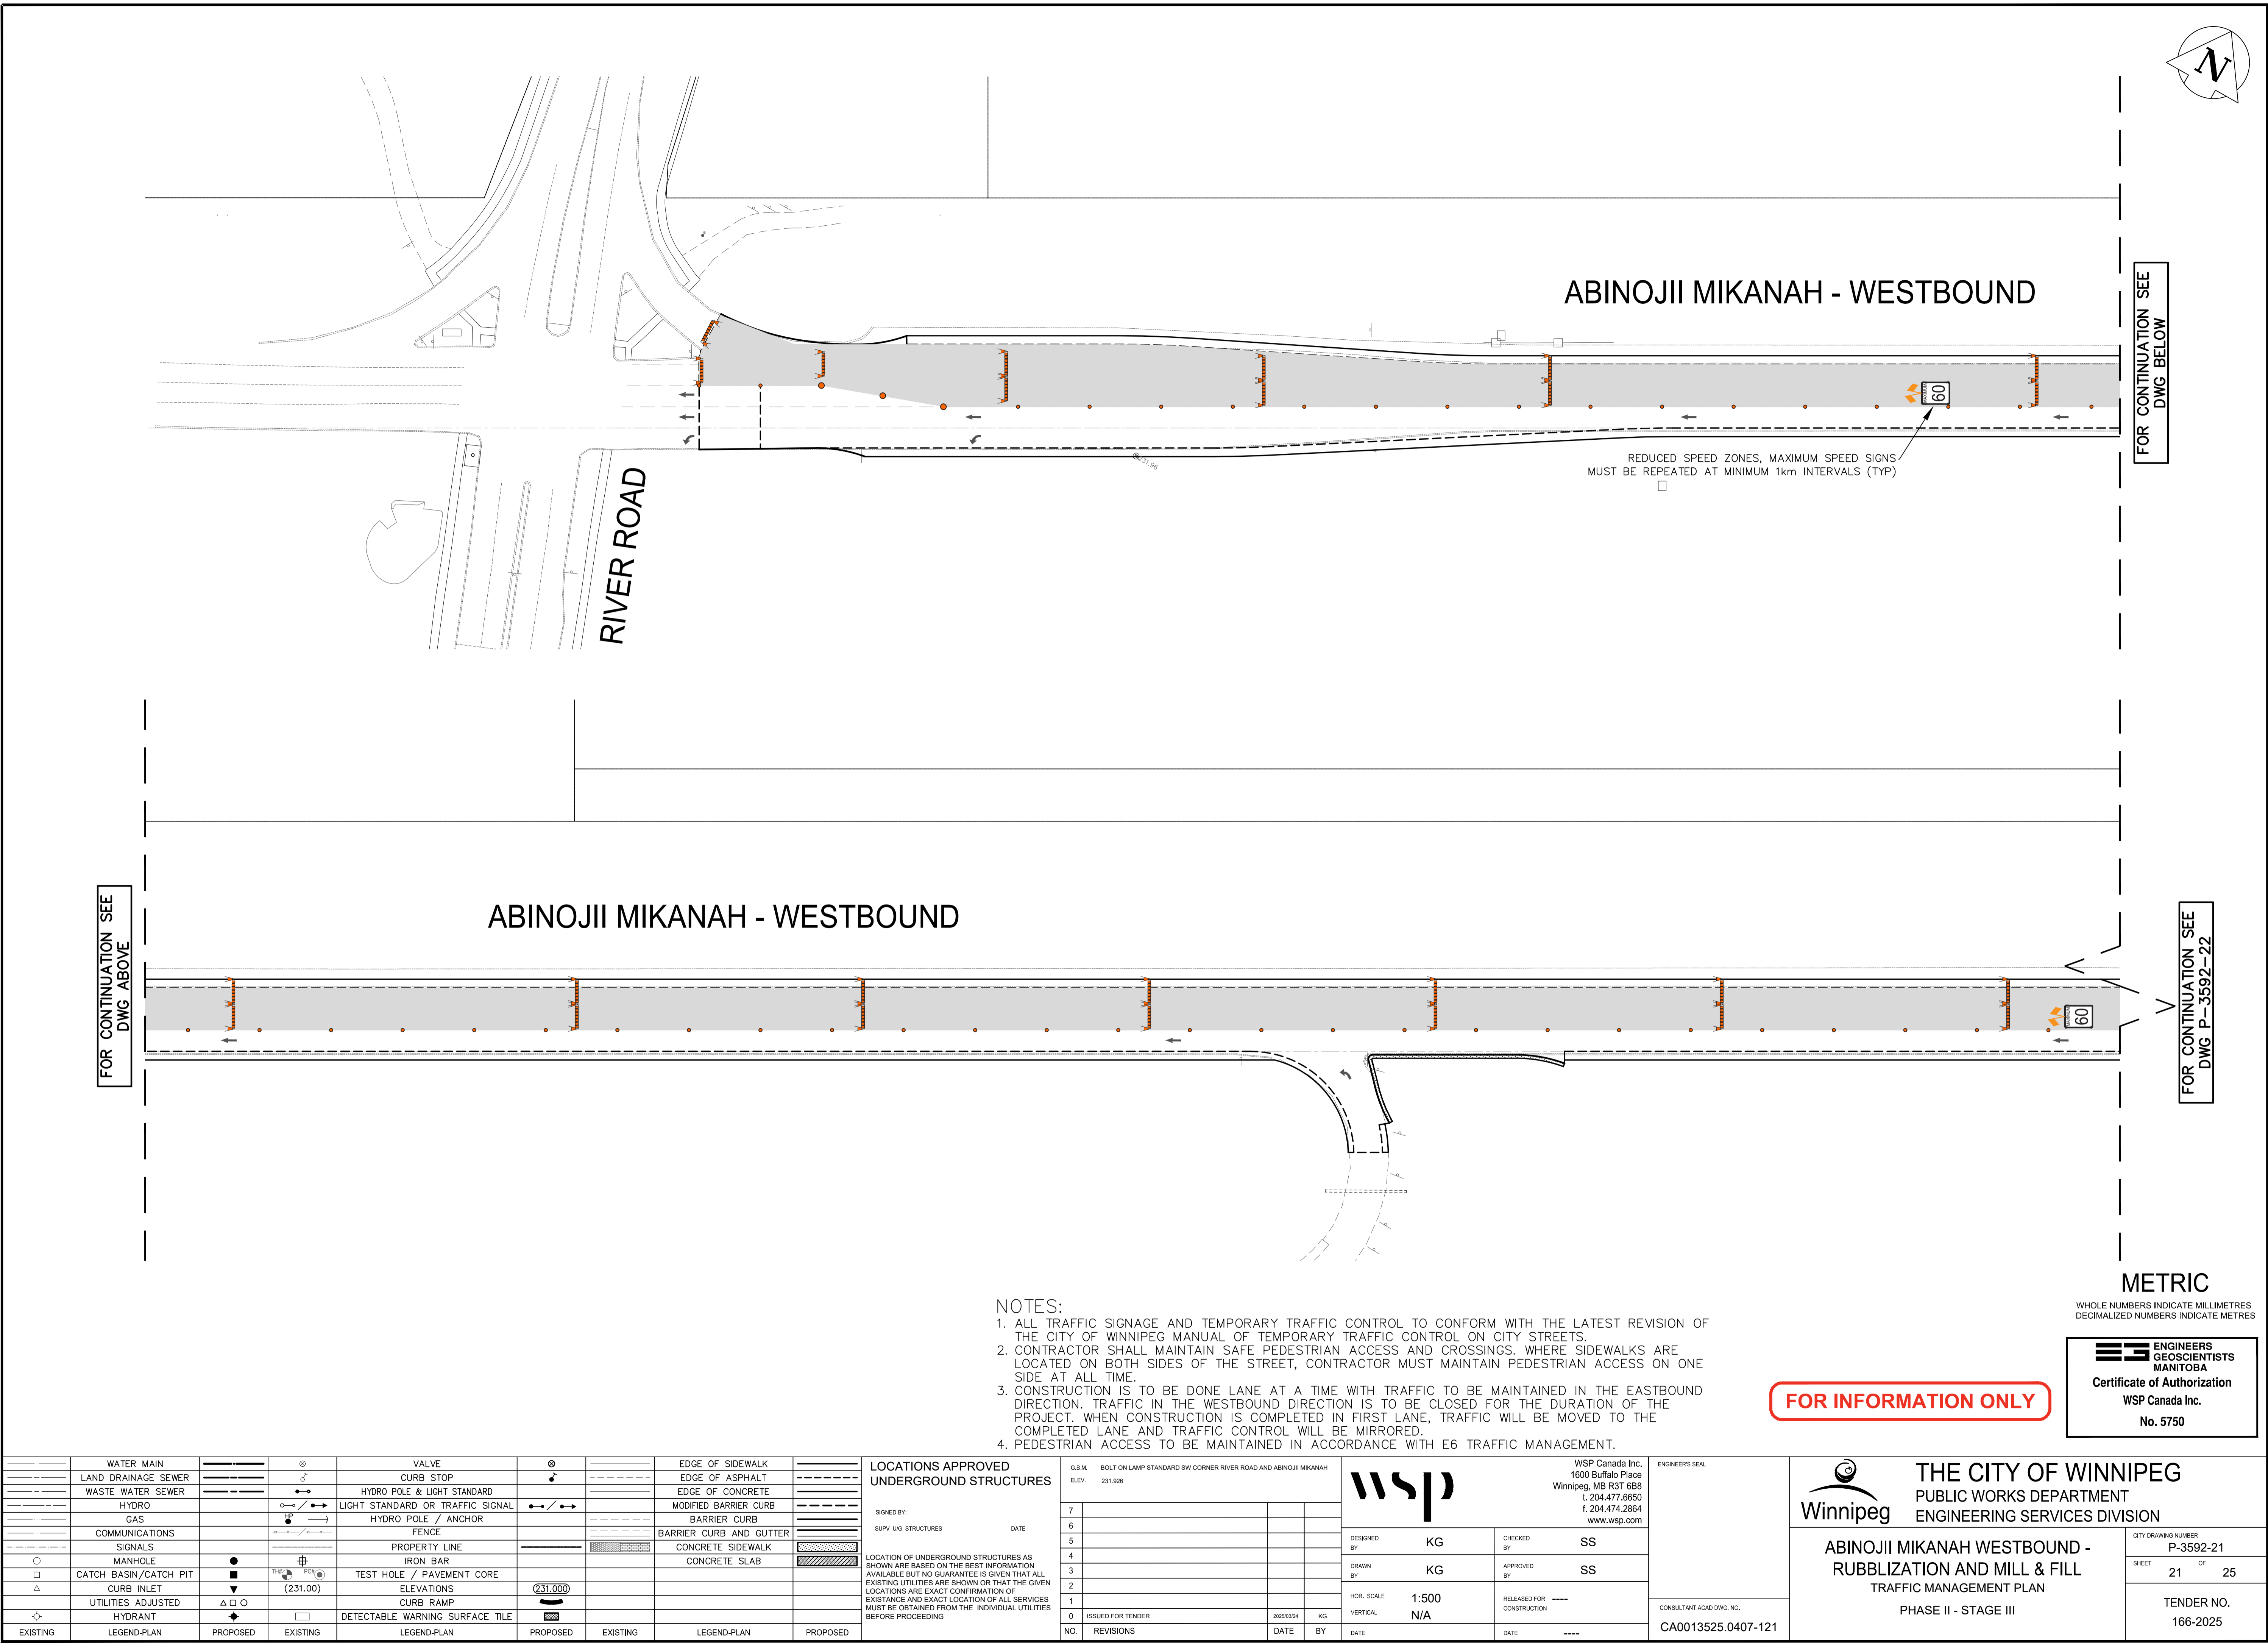 N
ABINOJII MIKANAH - WESTBOUND
FOR CONTINUATION SEE
DWG BELOW
60
REDUCED SPEED ZONES, MAXIMUM SPEED SIGNS
MUST BE REPEATED AT MINIMUM 1km INTERVALS (TYP)
231.96
RIVER ROAD
FOR CONTINUATION SEE
DWG ABOVE
ABINOJII MIKANAH - WESTBOUND
60
FOR CONTINUATION SEE
DWG P-3592-22
METRIC
WHOLE NUMBERS INDICATE MILLIMETRES
DECIMALIZED NUMBERS INDICATE METRES
NOTES:
1. ALL TRAFFIC SIGNAGE AND TEMPORARY TRAFFIC CONTROL TO CONFORM WITH THE LATEST REVISION OF
THE CITY OF WINNIPEG MANUAL OF TEMPORARY TRAFFIC CONTROL ON CITY STREETS.
2. CONTRACTOR SHALL MAINTAIN SAFE PEDESTRIAN ACCESS AND CROSSINGS. WHERE SIDEWALKS ARE
LOCATED ON BOTH SIDES OF THE STREET, CONTRACTOR MUST MAINTAIN PEDESTRIAN ACCESS ON ONE
SIDE AT ALL TIME.
3. CONSTRUCTION IS TO BE DONE LANE AT A TIME WITH TRAFFIC TO BE MAINTAINED IN THE EASTBOUND
DIRECTION. TRAFFIC IN THE WESTBOUND DIRECTION IS TO BE CLOSED FOR THE DURATION OF THE
PROJECT. WHEN CONSTRUCTION IS COMPLETED IN FIRST LANE, TRAFFIC WILL BE MOVED TO THE
COMPLETED LANE AND TRAFFIC CONTROL WILL BE MIRRORED.
4. PEDESTRIAN ACCESS TO BE MAINTAINED IN ACCORDANCE WITH E6 TRAFFIC MANAGEMENT.
FOR INFORMATION ONLY
ENGINEERS
GEOSCIENTISTS
MANITOBA
Certificate of Authorization
WSP Canada Inc.
No. 5750
WATER MAIN
LAND DRAINAGE SEWER
WASTE WATER SEWER
HYDRO
GAS
COMMUNICATIONS
SIGNALS
MANHOLE
CATCH BASIN/CATCH PIT
CURB INLET
UTILITIES ADJUSTED
HYDRANT
EXISTING LEGEND-PLAN PROPOSED
VALVE
CURB STOP
HYDRO POLE & LIGHT STANDARD
LIGHT STANDARD OR TRAFFIC SIGNAL
HP HYDRO POLE / ANCHOR
FENCE
PROPERTY LINE
IRON BAR
TEST HOLE / PAVEMENT CORE
(231.00) ELEVATIONS 231.000
CURB RAMP
DETECTABLE WARNING SURFACE TILE
EXISTING LEGEND-PLAN PROPOSED
EDGE OF SIDEWALK
EDGE OF ASPHALT
EDGE OF CONCRETE
MODIFIED BARRIER CURB
BARRIER CURB
BARRIER CURB AND GUTTER
CONCRETE SIDEWALK
CONCRETE SLAB
EXISTING LEGEND-PLAN PROPOSED
LOCATIONS APPROVED
UNDERGROUND STRUCTURES
SIGNED BY:
SUPV U/G STRUCTURES DATE
LOCATION OF UNDERGROUND STRUCTURES AS
SHOWN ARE BASED ON THE BEST INFORMATION
AVAILABLE BUT NO GUARANTEE IS GIVEN THAT ALL
EXISTING UTILITIES ARE SHOWN OR THAT THE GIVEN
LOCATIONS ARE EXACT CONFIRMATION OF
EXISTANCE AND EXACT LOCATION OF ALL SERVICES
MUST BE OBTAINED FROM THE INDIVIDUAL UTILITIES
BEFORE PROCEEDING
G.B.M. BOLT ON LAMP STANDARD SW CORNER RIVER ROAD AND ABINOJII MIKANAH
ELEV. 231.926
7
6
5
4
3
2
1
0 ISSUED FOR TENDER 2025/03/24 KG
NO. REVISIONS DATE BY
wsp
WSP Canada Inc.
1600 Buffalo Place
Winnipeg, MB R3T 6B8
t. 204.477.6650
f. 204.474.2864
www.wsp.com
DESIGNED BY KG CHECKED BY SS
DRAWN BY KG APPROVED BY SS
HOR. SCALE 1:500
VERTICAL N/A
RELEASED FOR CONSTRUCTION ----
DATE DATE ----
ENGINEER'S SEAL
CONSULTANT ACAD DWG. NO.
CA0013525.0407-121
Winnipeg
THE CITY OF WINNIPEG
PUBLIC WORKS DEPARTMENT
ENGINEERING SERVICES DIVISION
ABINOJII MIKANAH WESTBOUND -
RUBBLIZATION AND MILL & FILL
TRAFFIC MANAGEMENT PLAN
PHASE II - STAGE III
CITY DRAWING NUMBER
P-3592-21
SHEET OF
21 25
TENDER NO.
166-2025